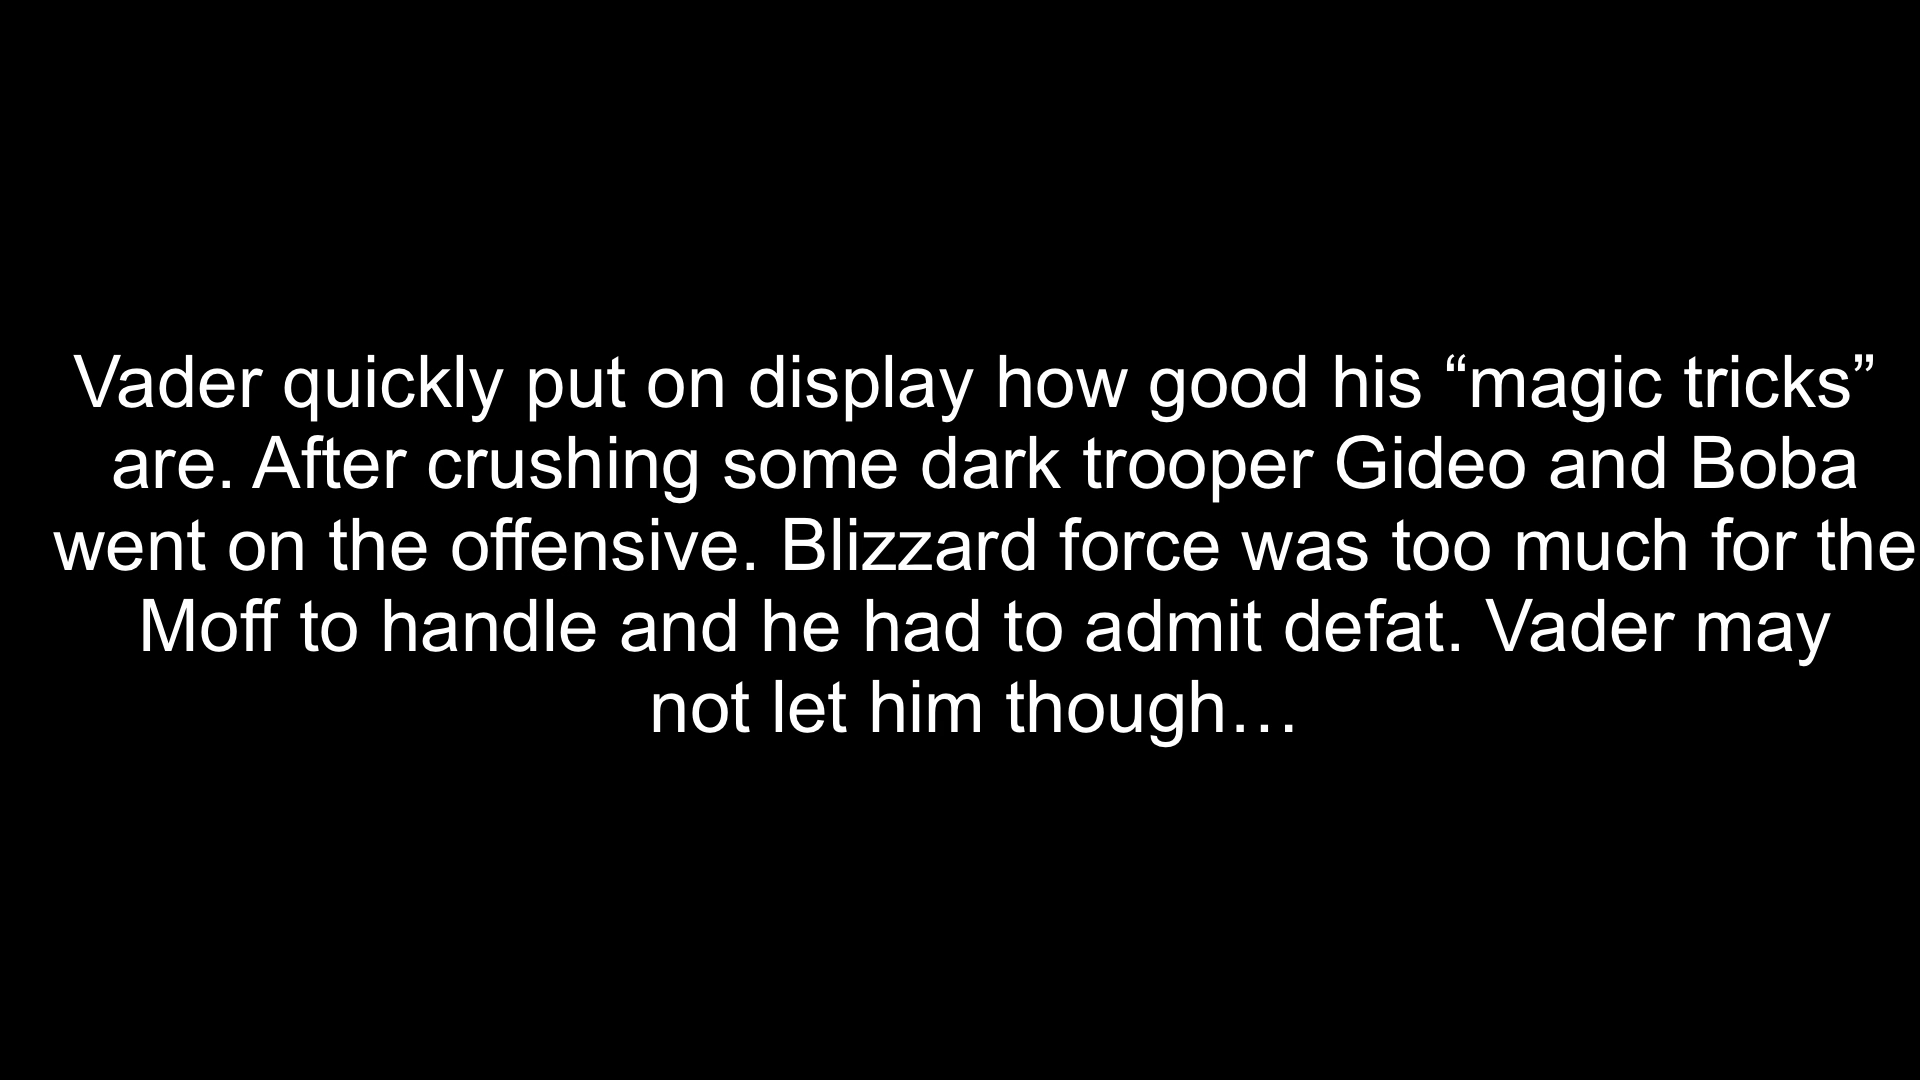 Vader quickly put on display how good his “magic tricks”
are. After crushing some dark trooper Gideo and Boba
went on the offensive. Blizzard force was too much for the
Moff to handle and he had to admit defat. Vader may
not let him though…